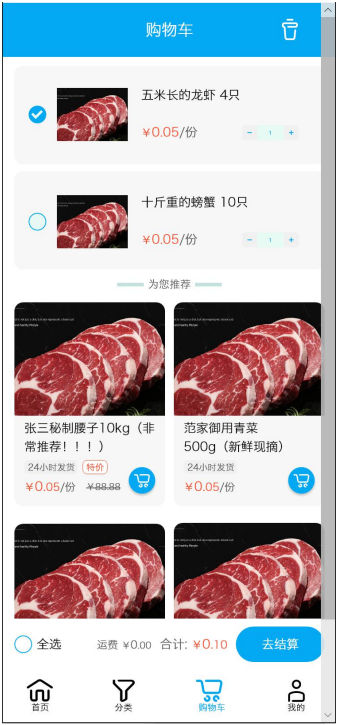 购物车
五米长的龙虾 4只
¥0.05/份
- +
十斤重的螃蟹 10只
¥0.05/份
- +
为您推荐
张三秘制腰子10kg（非
常推荐！！！）
24小时发货 特价
¥0.05/份 ¥88.88
范家御用青菜
500g（新鲜现摘）
24小时发货
¥0.05/份
全选 运费 ¥0.00 合计: ¥0.10 去结算
首页 分类 购物车 我的